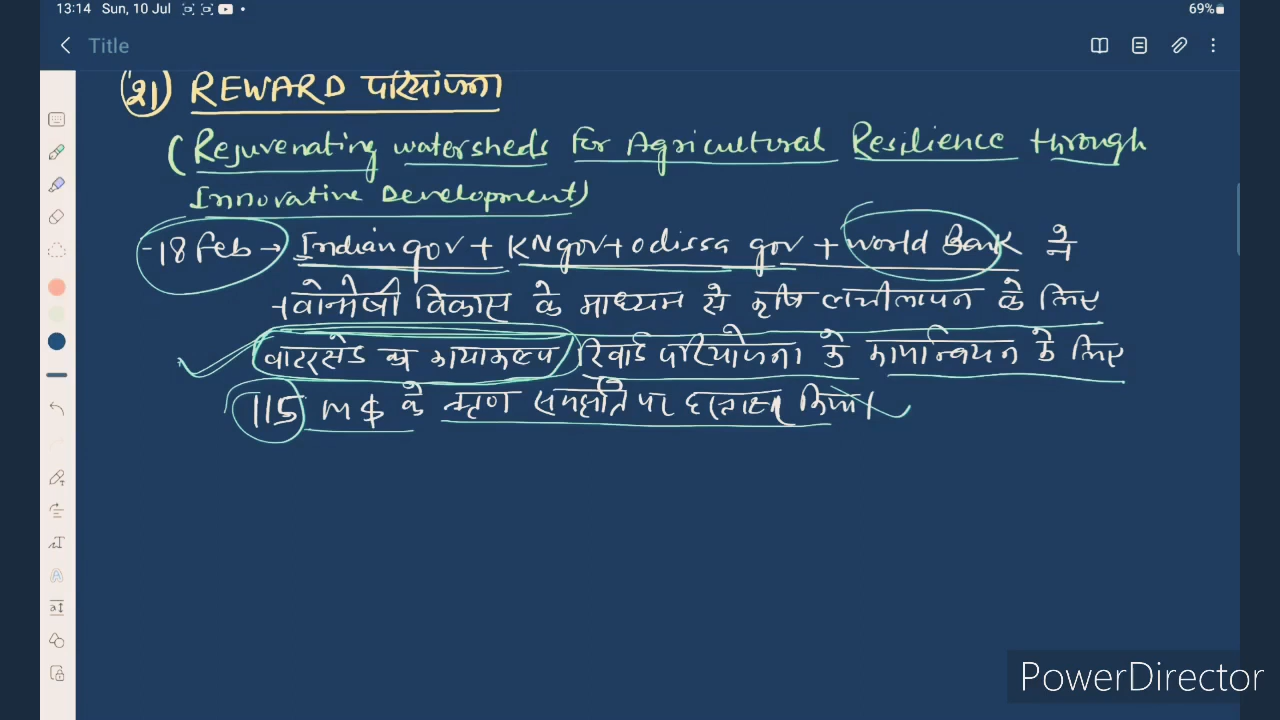 13:14 Sun, 10 Jul
69%
Title
(21) REWARD परियोजना
(Rejuvenating watersheds for Agricultural Resilience through
Innovative Development)
-18 Feb → Indian gov + KN gov + odissa gov + world Bank ने
नवोन्मेषी विकास के माध्यम से कृषि लचीलापन के लिए
वाटरसेड का कायाकल्प रिवार्ड परियोजना के कार्यान्वयन के लिए
115 M $ के ऋण समझौते पर हस्ताक्षर किया।
PowerDirector